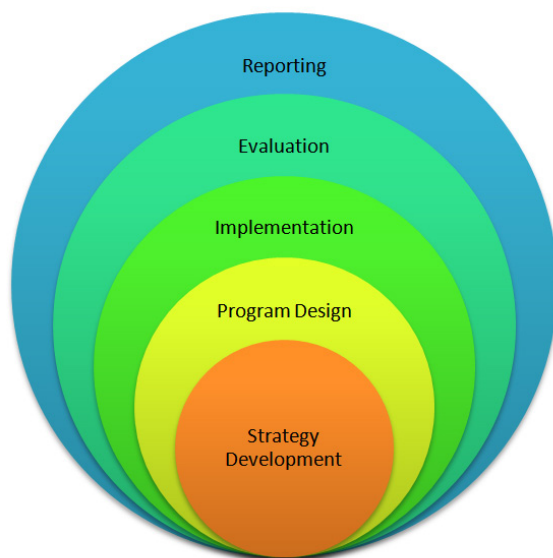 Reporting
Evaluation
Implementation
Program Design
Strategy
Development